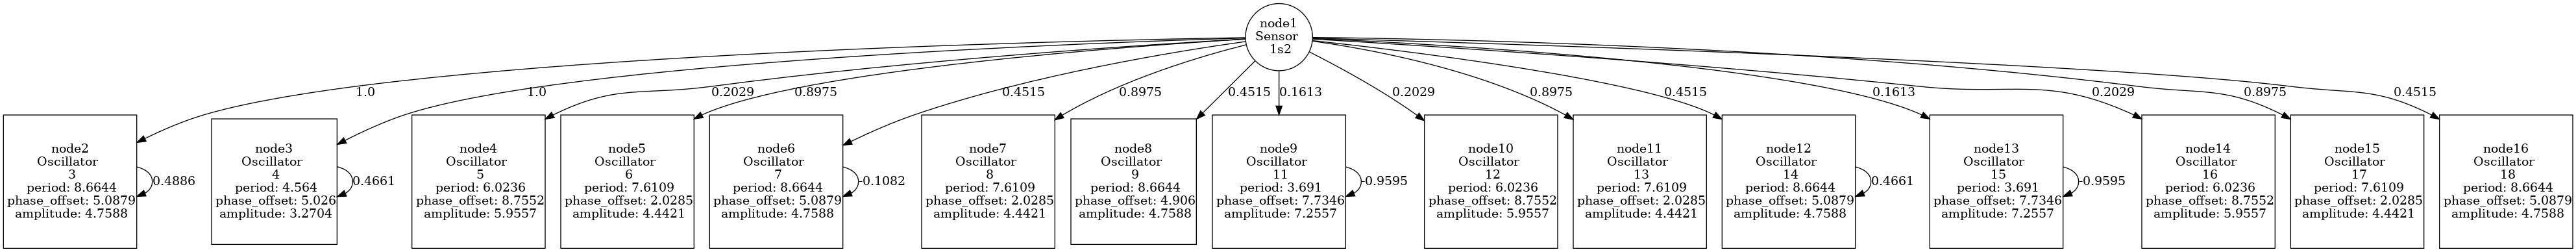 node1
Sensor
1s2
1.0
1.0
0.2029
0.8975
0.4515
0.8975
0.4515
0.1613
0.2029
0.8975
0.4515
0.1613
0.2029
0.8975
0.4515
node2
Oscillator
3
period: 8.6644
phase_offset: 5.0879
amplitude: 4.7588
0.4886
node3
Oscillator
4
period: 4.564
phase_offset: 5.026
amplitude: 3.2704
0.4661
node4
Oscillator
5
period: 6.0236
phase_offset: 8.7552
amplitude: 5.9557
node5
Oscillator
6
period: 7.6109
phase_offset: 2.0285
amplitude: 4.4421
node6
Oscillator
7
period: 8.6644
phase_offset: 5.0879
amplitude: 4.7588
-0.1082
node7
Oscillator
8
period: 7.6109
phase_offset: 2.0285
amplitude: 4.4421
node8
Oscillator
9
period: 8.6644
phase_offset: 4.906
amplitude: 4.7588
node9
Oscillator
11
period: 3.691
phase_offset: 7.7346
amplitude: 7.2557
-0.9595
node10
Oscillator
12
period: 6.0236
phase_offset: 8.7552
amplitude: 5.9557
node11
Oscillator
13
period: 7.6109
phase_offset: 2.0285
amplitude: 4.4421
node12
Oscillator
14
period: 8.6644
phase_offset: 5.0879
amplitude: 4.7588
0.4661
node13
Oscillator
15
period: 3.691
phase_offset: 7.7346
amplitude: 7.2557
-0.9595
node14
Oscillator
16
period: 6.0236
phase_offset: 8.7552
amplitude: 5.9557
node15
Oscillator
17
period: 7.6109
phase_offset: 2.0285
amplitude: 4.4421
node16
Oscillator
18
period: 8.6644
phase_offset: 5.0879
amplitude: 4.7588